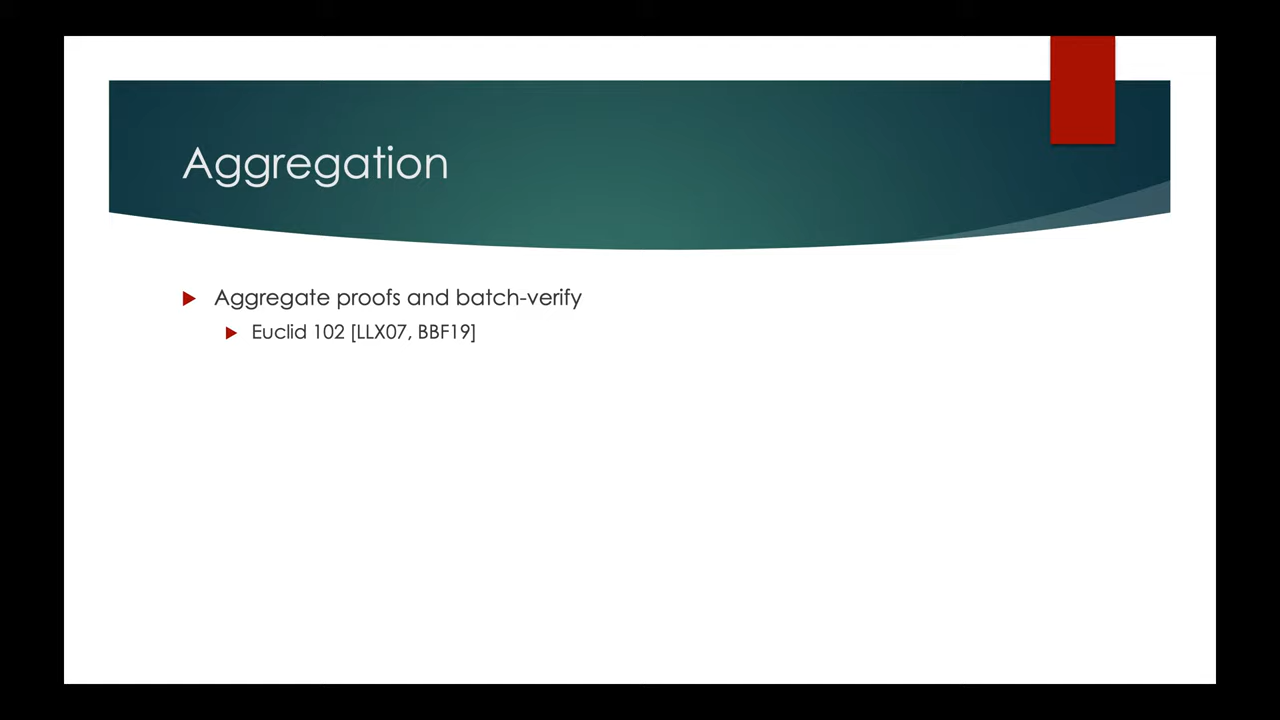 Aggregation
Aggregate proofs and batch-verify
Euclid 102 [LLX07, BBF19]